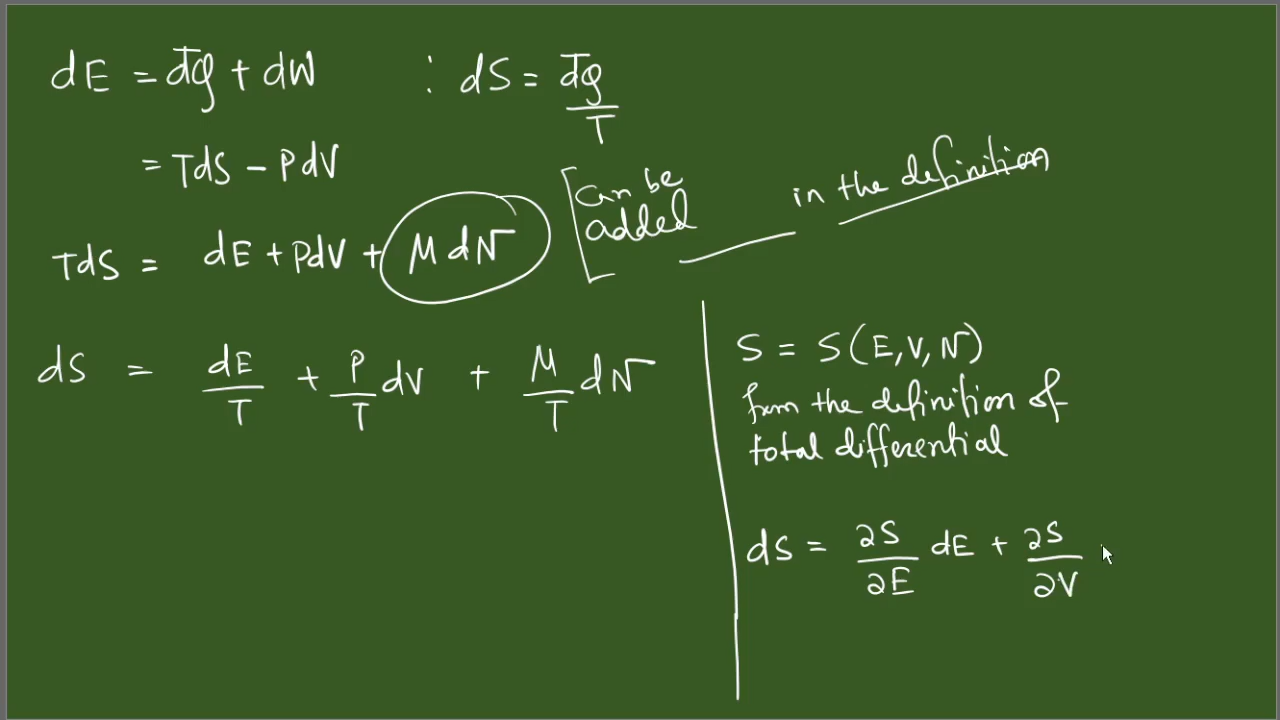 dE = đq + dW ∶ dS = đq/T
= TdS − PdV
[can be added in the definition
TdS = dE + PdV + μdN
dS = dE/T + P/T dV + μ/T dN
S = S(E, V, N)
from the definition of
total differential
dS = ∂S/∂E dE + ∂S/∂V